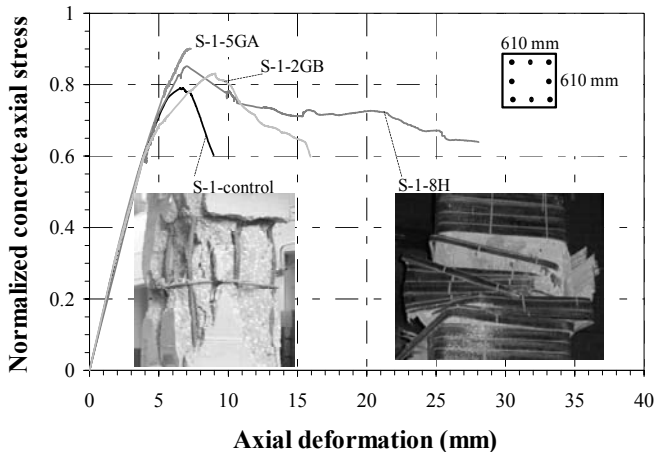 1
0.8
0.6
0.4
0.2
0
Normalized concrete axial stress
S-1-5GA
S-1-2GB
S-1-control
S-1-8H
610 mm
610 mm
0 5 10 15 20 25 30 35 40
Axial deformation (mm)